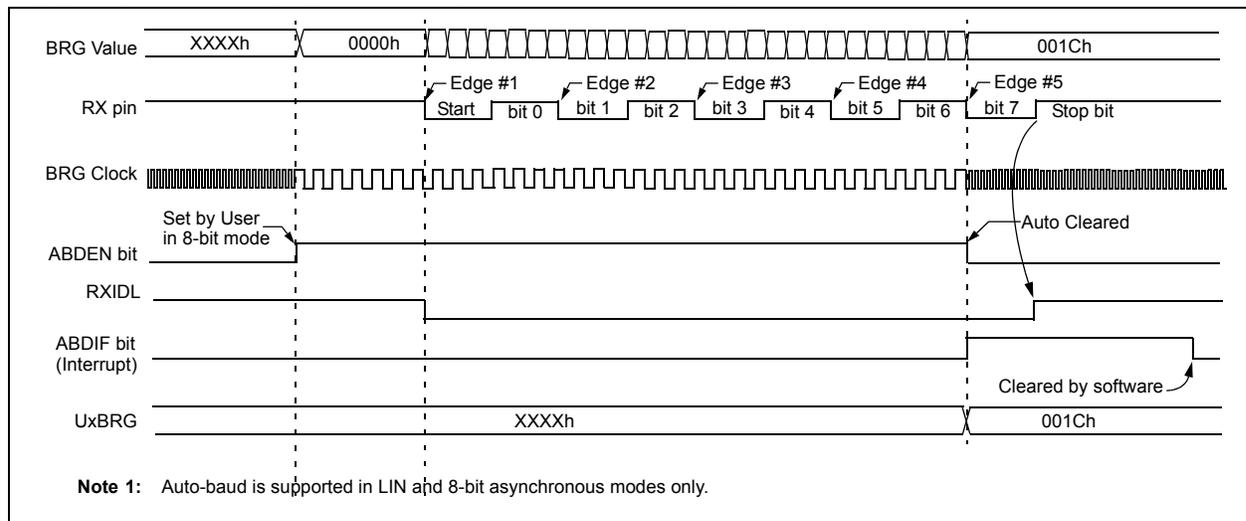 BRG Value
XXXXh
0000h
001Ch
RX pin
Edge #1
Edge #2
Edge #3
Edge #4
Edge #5
Start
bit 0
bit 1
bit 2
bit 3
bit 4
bit 5
bit 6
bit 7
Stop bit
BRG Clock
Set by User
in 8-bit mode
Auto Cleared
ABDEN bit
RXIDL
ABDIF bit
(Interrupt)
Cleared by software
UxBRG
XXXXh
001Ch
Note 1: Auto-baud is supported in LIN and 8-bit asynchronous modes only.